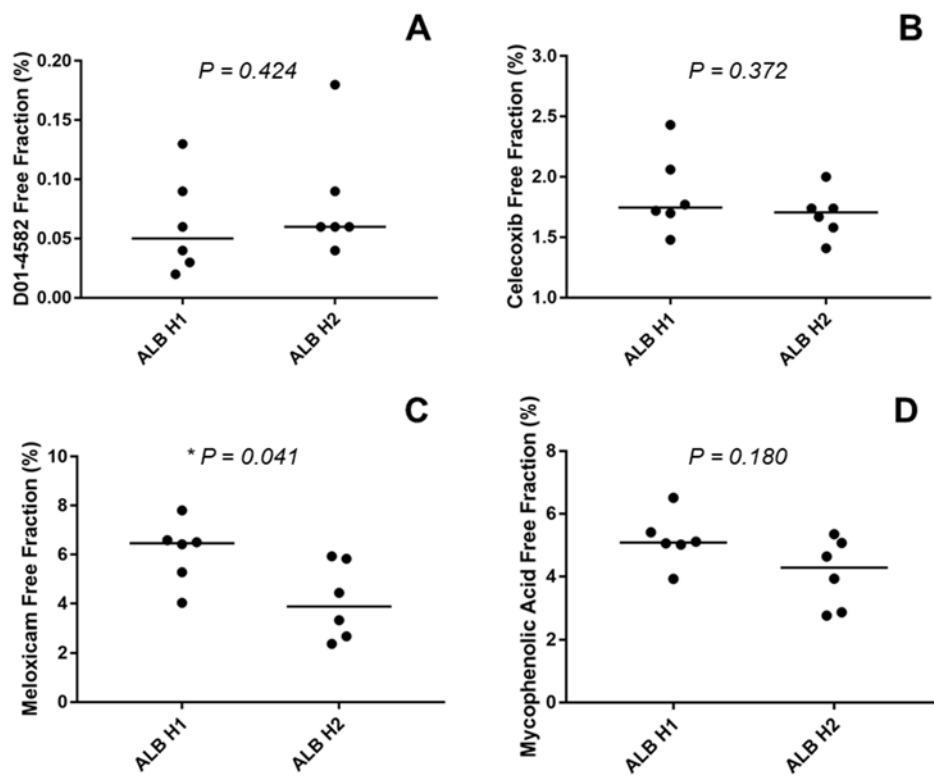 A
D01-4582 Free Fraction (%)
0.20
0.15
0.10
0.05
0.00
P = 0.424
ALB H1
ALB H2
B
Celecoxib Free Fraction (%)
3.0
2.5
2.0
1.5
1.0
P = 0.372
ALB H1
ALB H2
C
Meloxicam Free Fraction (%)
10
8
6
4
2
0
* P = 0.041
ALB H1
ALB H2
D
Mycophenolic Acid Free Fraction (%)
8
6
4
2
0
P = 0.180
ALB H1
ALB H2